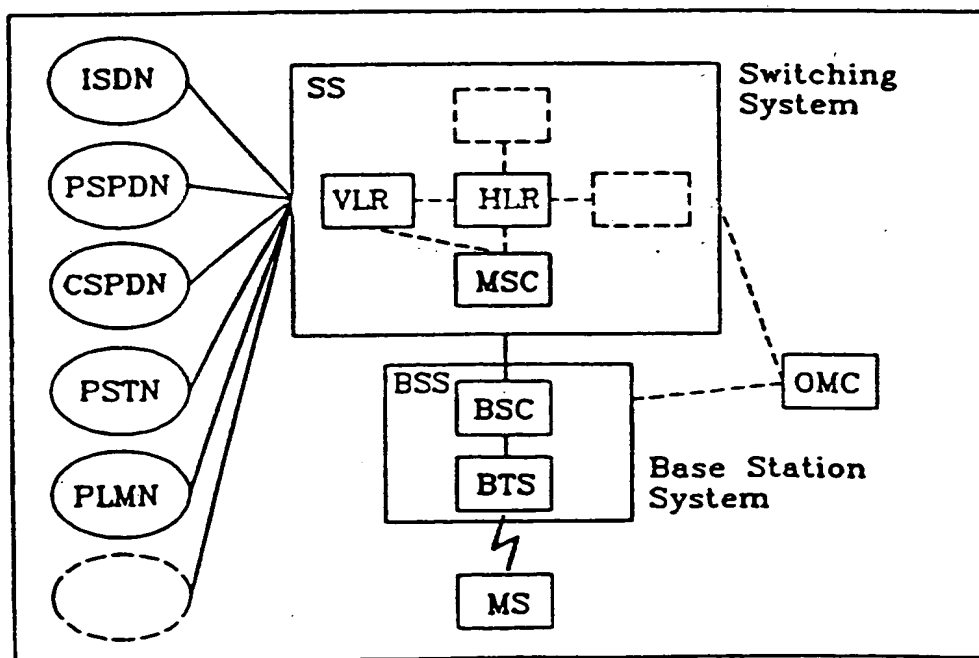 ISDN
PSPDN
CSPDN
PSTN
PLMN
SS
Switching
System
VLR
HLR
MSC
BSS
BSC
BTS
OMC
Base Station
System
MS